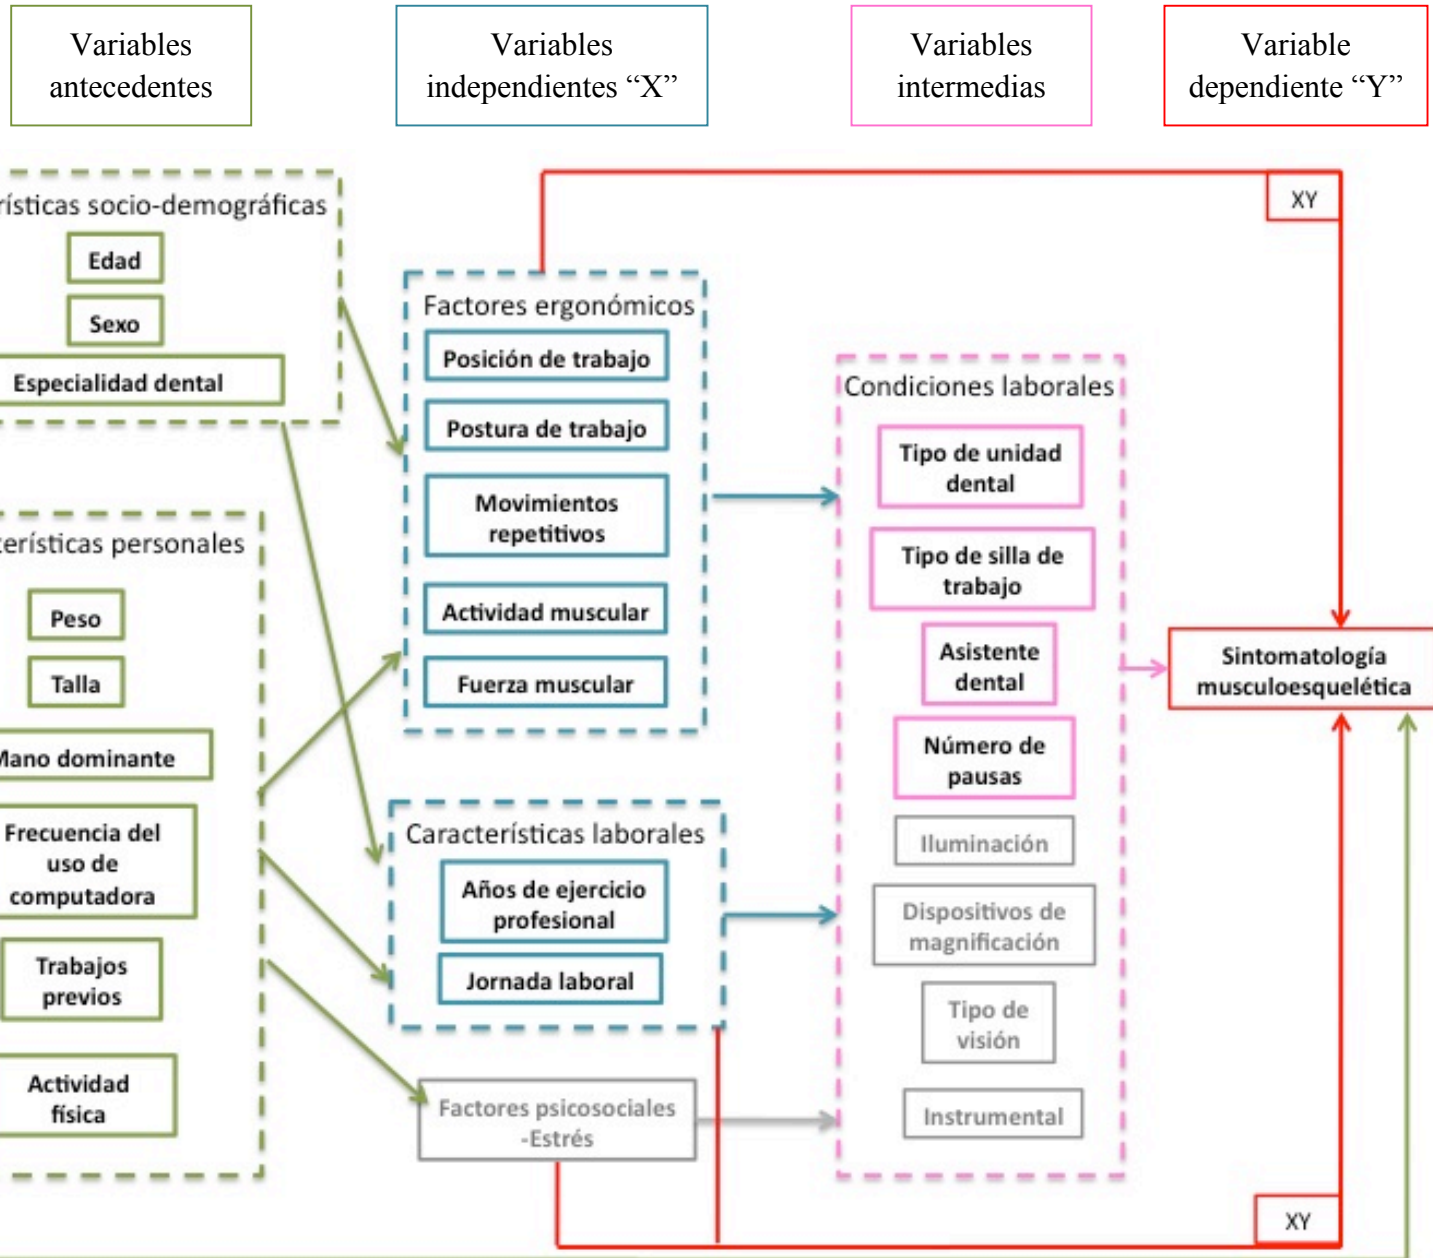 Variables
antecedentes
Variables
independientes “X”
Variables
intermedias
Variable
dependiente “Y”
rísticas socio-demográficas
Edad
Sexo
Especialidad dental
terísticas personales
Peso
Talla
Mano dominante
Frecuencia del
uso de
computadora
Trabajos
previos
Actividad
física
Factores ergonómicos
Posición de trabajo
Postura de trabajo
Movimientos
repetitivos
Actividad muscular
Fuerza muscular
Características laborales
Años de ejercicio
profesional
Jornada laboral
Factores psicosociales
-Estrés
Condiciones laborales
Tipo de unidad
dental
Tipo de silla de
trabajo
Asistente
dental
Número de
pausas
Iluminación
Dispositivos de
magnificación
Tipo de
visión
Instrumental
XY
Sintomatología
musculoesquelética
XY